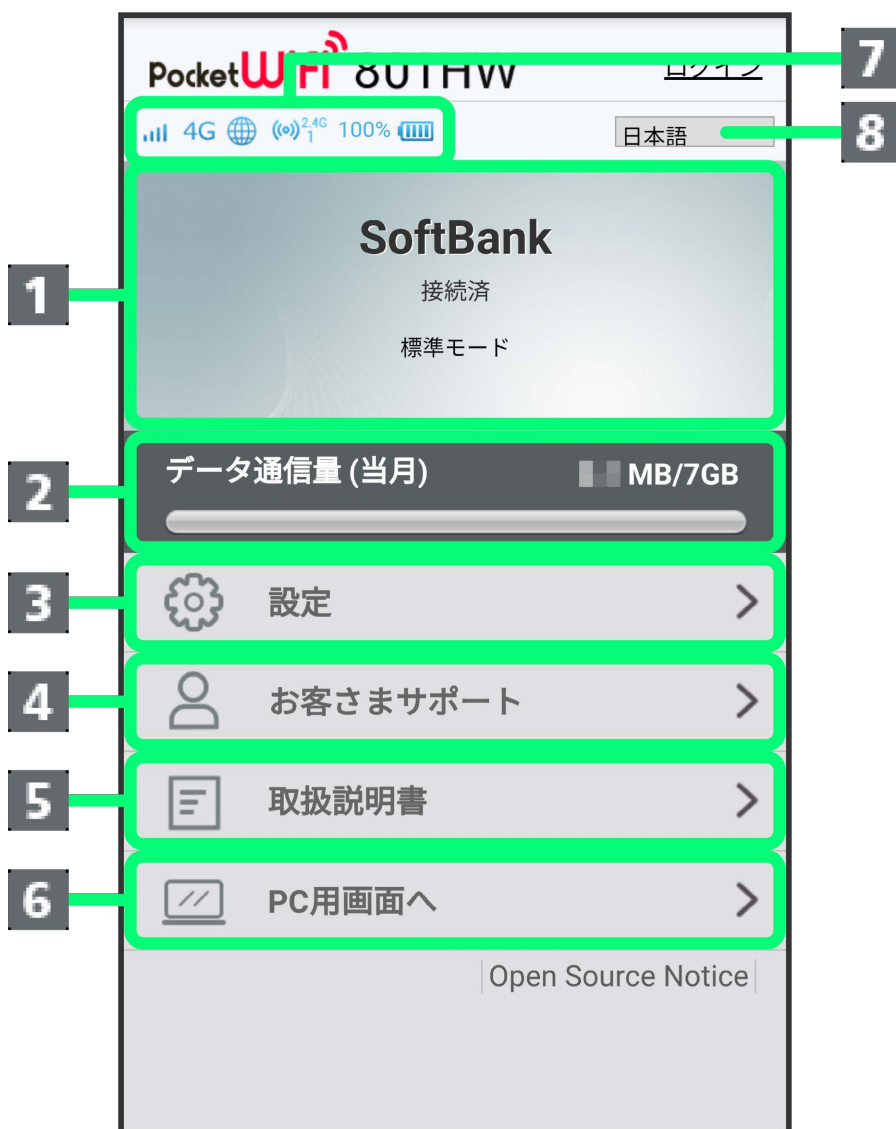 PocketWiFi 801HW
ログイン
7
4G 2.4G 1 100%
日本語
8
SoftBank
接続済
標準モード
1
データ通信量 (当月) MB/7GB
2
3
設定
4
お客さまサポート
5
取扱説明書
6
PC用画面へ
Open Source Notice